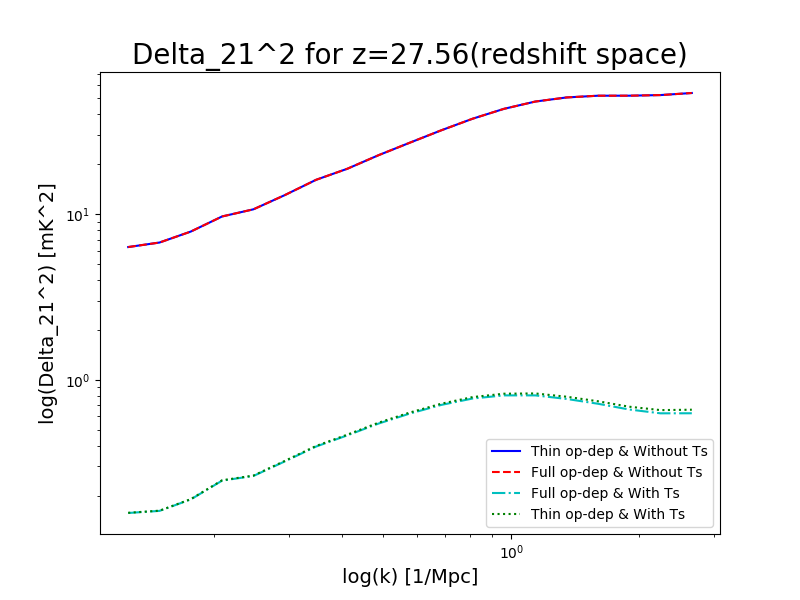 Delta_21^2 for z=27.56(redshift space)
log(Delta_21^2) [mK^2]
10^1
10^0
Thin op-dep & Without Ts
Full op-dep & Without Ts
Full op-dep & With Ts
Thin op-dep & With Ts
10^0
log(k) [1/Mpc]